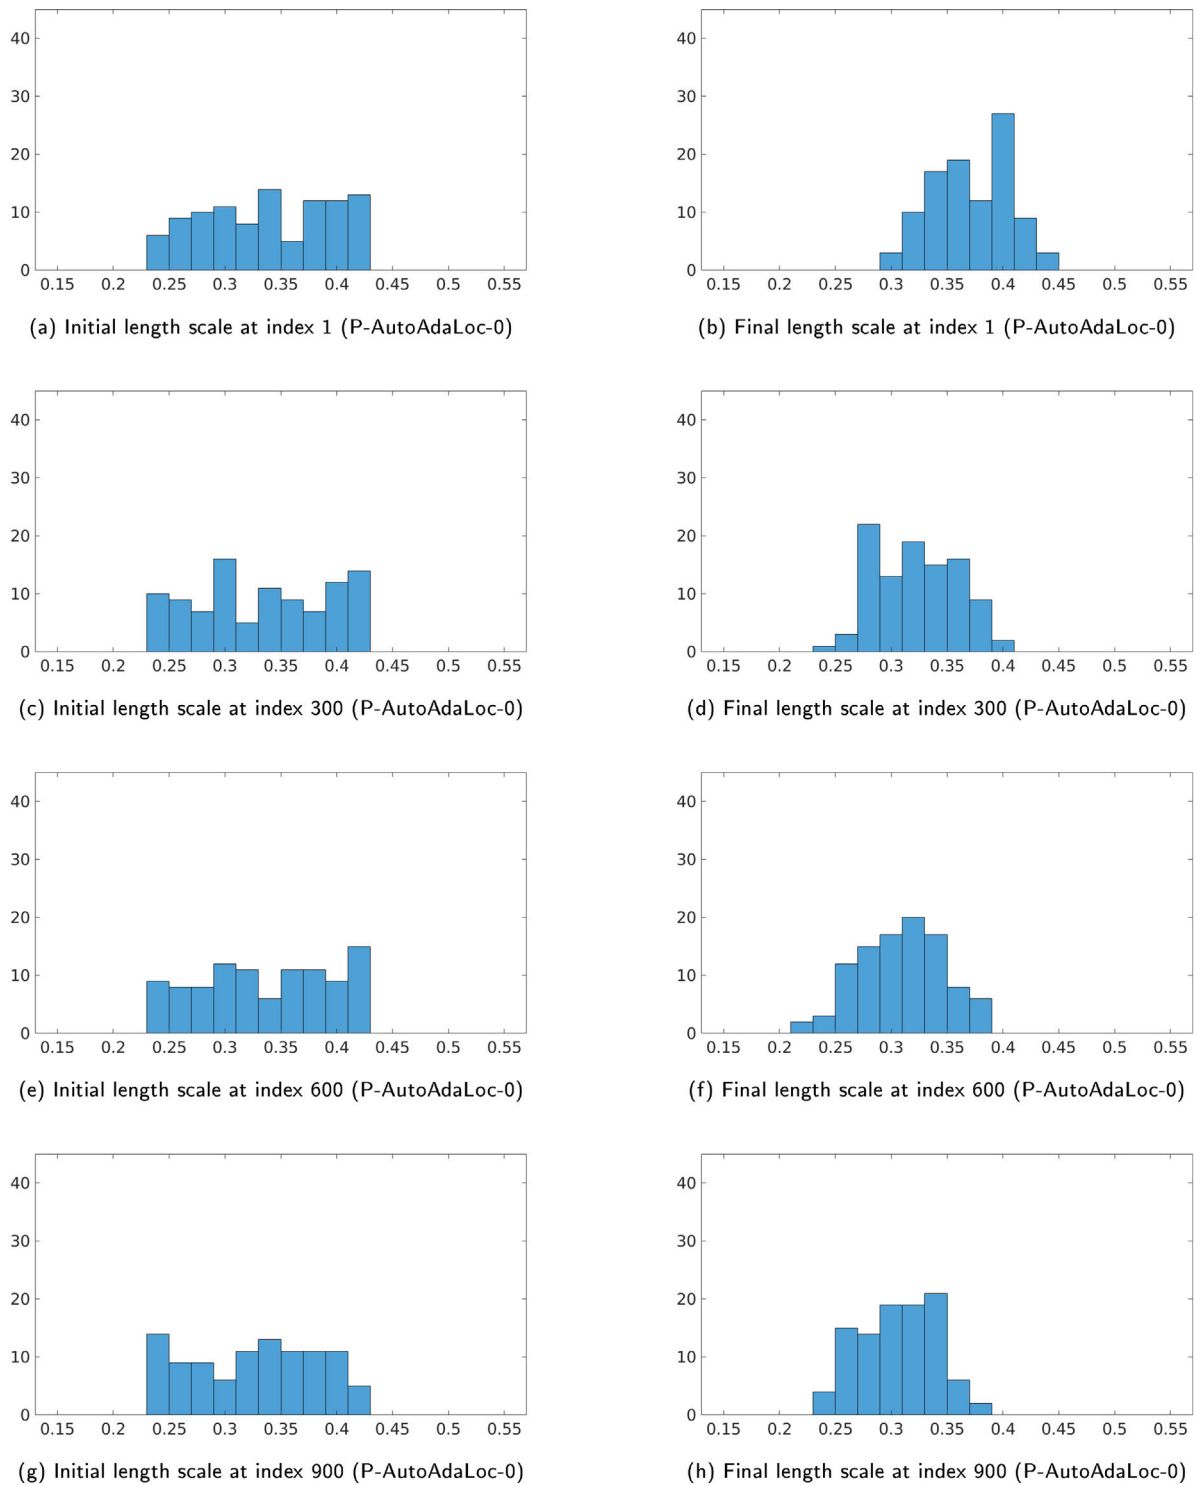 40
40
30
30
20
20
10
10
0
0
0.15 0.2 0.25 0.3 0.35 0.4 0.45 0.5 0.55
0.15 0.2 0.25 0.3 0.35 0.4 0.45 0.5 0.55
(a) Initial length scale at index 1 (P-AutoAdaLoc-0)
(b) Final length scale at index 1 (P-AutoAdaLoc-0)
40
40
30
30
20
20
10
10
0
0
0.15 0.2 0.25 0.3 0.35 0.4 0.45 0.5 0.55
0.15 0.2 0.25 0.3 0.35 0.4 0.45 0.5 0.55
(c) Initial length scale at index 300 (P-AutoAdaLoc-0)
(d) Final length scale at index 300 (P-AutoAdaLoc-0)
40
40
30
30
20
20
10
10
0
0
0.15 0.2 0.25 0.3 0.35 0.4 0.45 0.5 0.55
0.15 0.2 0.25 0.3 0.35 0.4 0.45 0.5 0.55
(e) Initial length scale at index 600 (P-AutoAdaLoc-0)
(f) Final length scale at index 600 (P-AutoAdaLoc-0)
40
40
30
30
20
20
10
10
0
0
0.15 0.2 0.25 0.3 0.35 0.4 0.45 0.5 0.55
0.15 0.2 0.25 0.3 0.35 0.4 0.45 0.5 0.55
(g) Initial length scale at index 900 (P-AutoAdaLoc-0)
(h) Final length scale at index 900 (P-AutoAdaLoc-0)